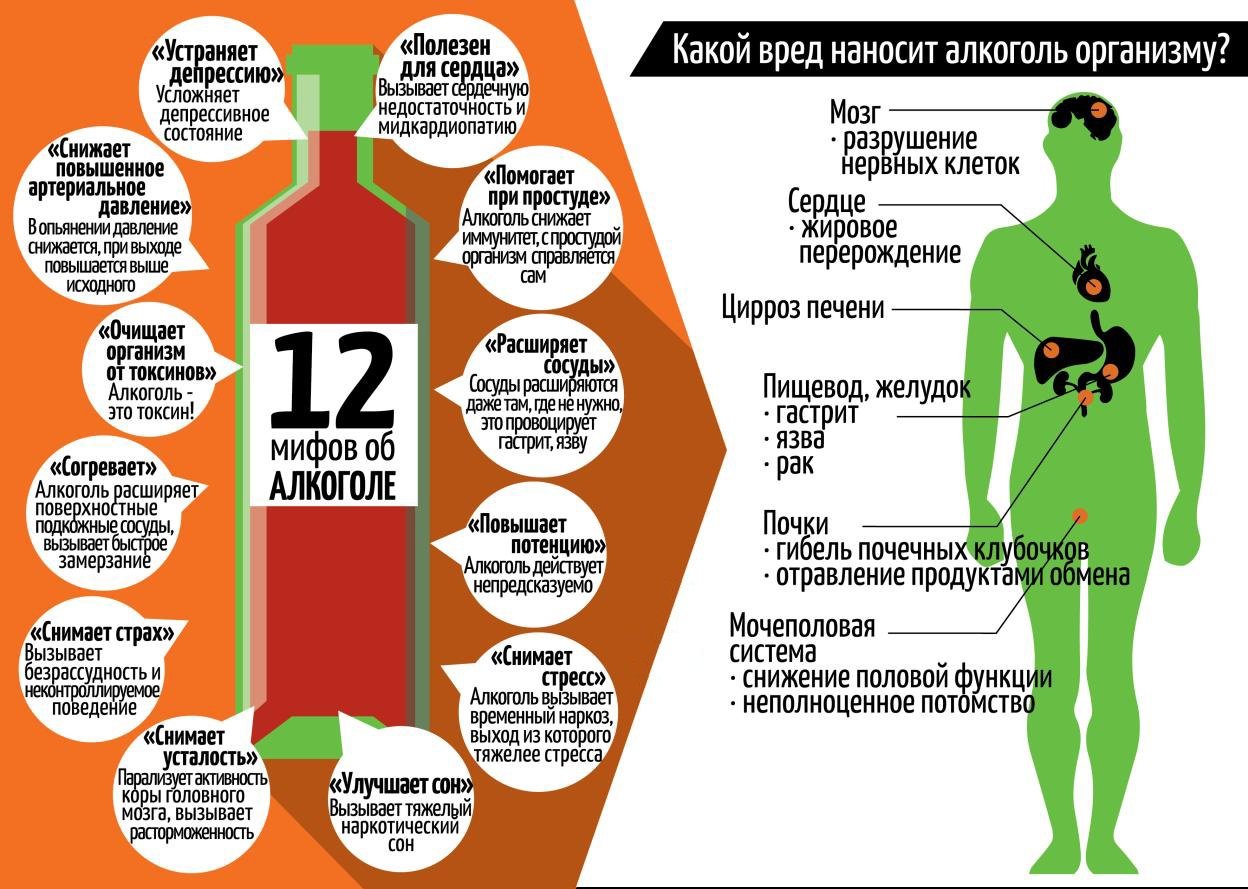 «Устраняет
депрессию»
Усложняет
депрессивное
состояние
«Полезен
для сердца»
Вызывает сердечную
недостаточность и
мидкардиопатию
«Снижает
повышенное
артериальное
давление»
В опьянении давление
снижается, при выходе
повышается выше
исходного
«Помогает
при простуде»
Алкоголь снижает
иммунитет, с простудой
организм справляется
сам
«Очищает
организм
от токсинов»
Алкоголь -
это токсин!
«Расширяет
сосуды»
Сосуды расширяются
даже там, где не нужно,
это провоцирует
гастрит, язву
12
мифов об
АЛКОГОЛЕ
«Согревает»
Алкоголь расширяет
поверхностные
подкожные сосуды,
вызывает быстрое
замерзание
«Повышает
потенцию»
Алкоголь действует
непредсказуемо
«Снимает страх»
Вызывает
безрассудность и
неконтроллируемое
поведение
«Снимает
стресс»
Алкоголь вызывает
временный наркоз,
выход из которого
тяжелее стресса
«Снимает
усталость»
Парализует активность
коры головного
мозга, вызывает
расторможенность
«Улучшает сон»
Вызывает тяжелый
наркотический
сон
Какой вред наносит алкоголь организму?
Мозг
· разрушение
нервных клеток
Сердце
· жировое
перерождение
Цирроз печени
Пищевод, желудок
· гастрит
· язва
· рак
Почки
· гибель почечных клубочков
· отравление продуктами обмена
Мочеполовая
система
· снижение половой функции
· неполноценное потомство